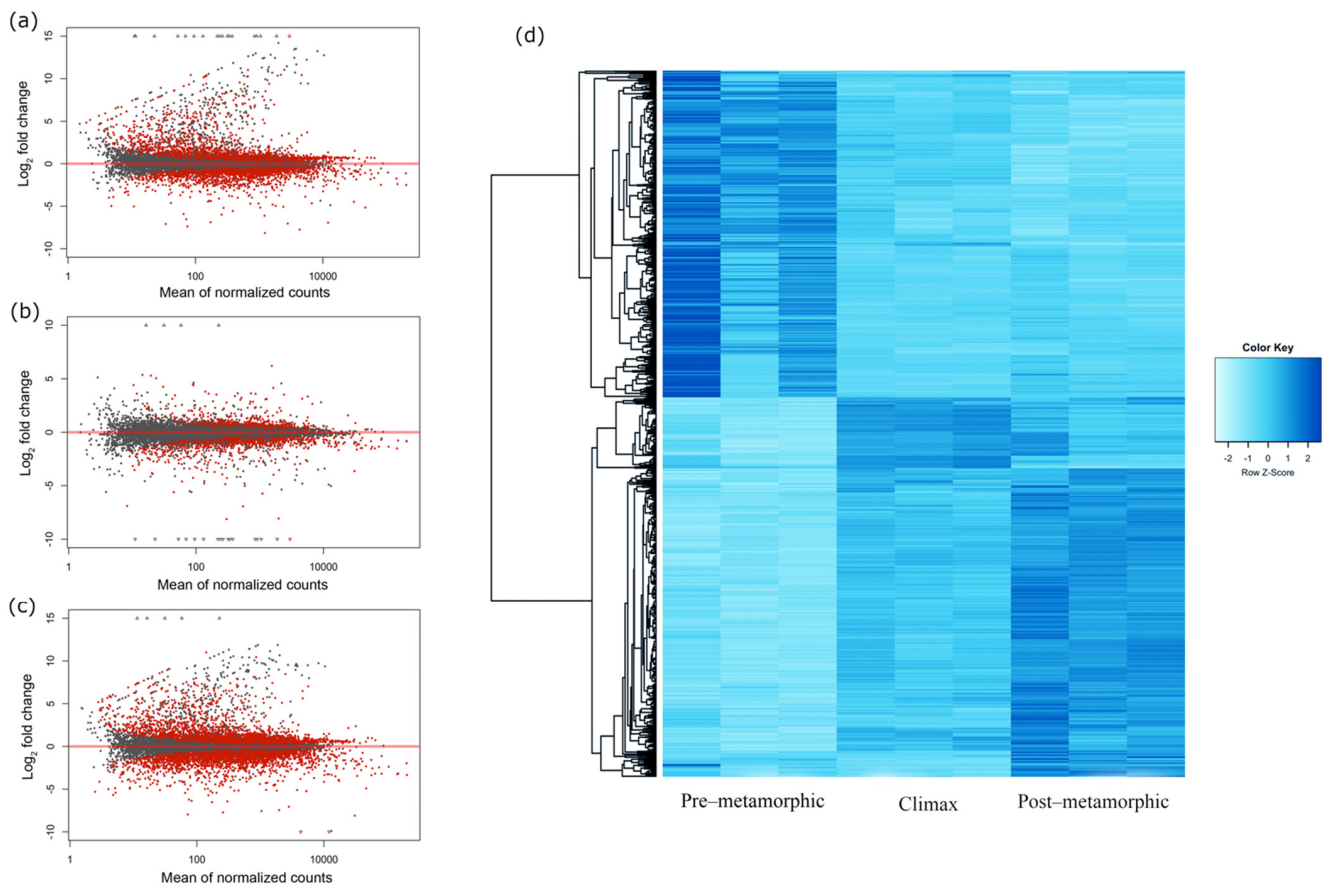 (a)
15
10
5
0
-5
-10
Log2 fold change
1 100 10000
Mean of normalized counts
(b)
10
5
0
-5
-10
Log2 fold change
1 100 10000
Mean of normalized counts
(c)
15
10
5
0
-5
-10
Log2 fold change
1 100 10000
Mean of normalized counts
(d)
Pre–metamorphic Climax Post–metamorphic
Color Key
-2 -1 0 1 2
Row Z-Score